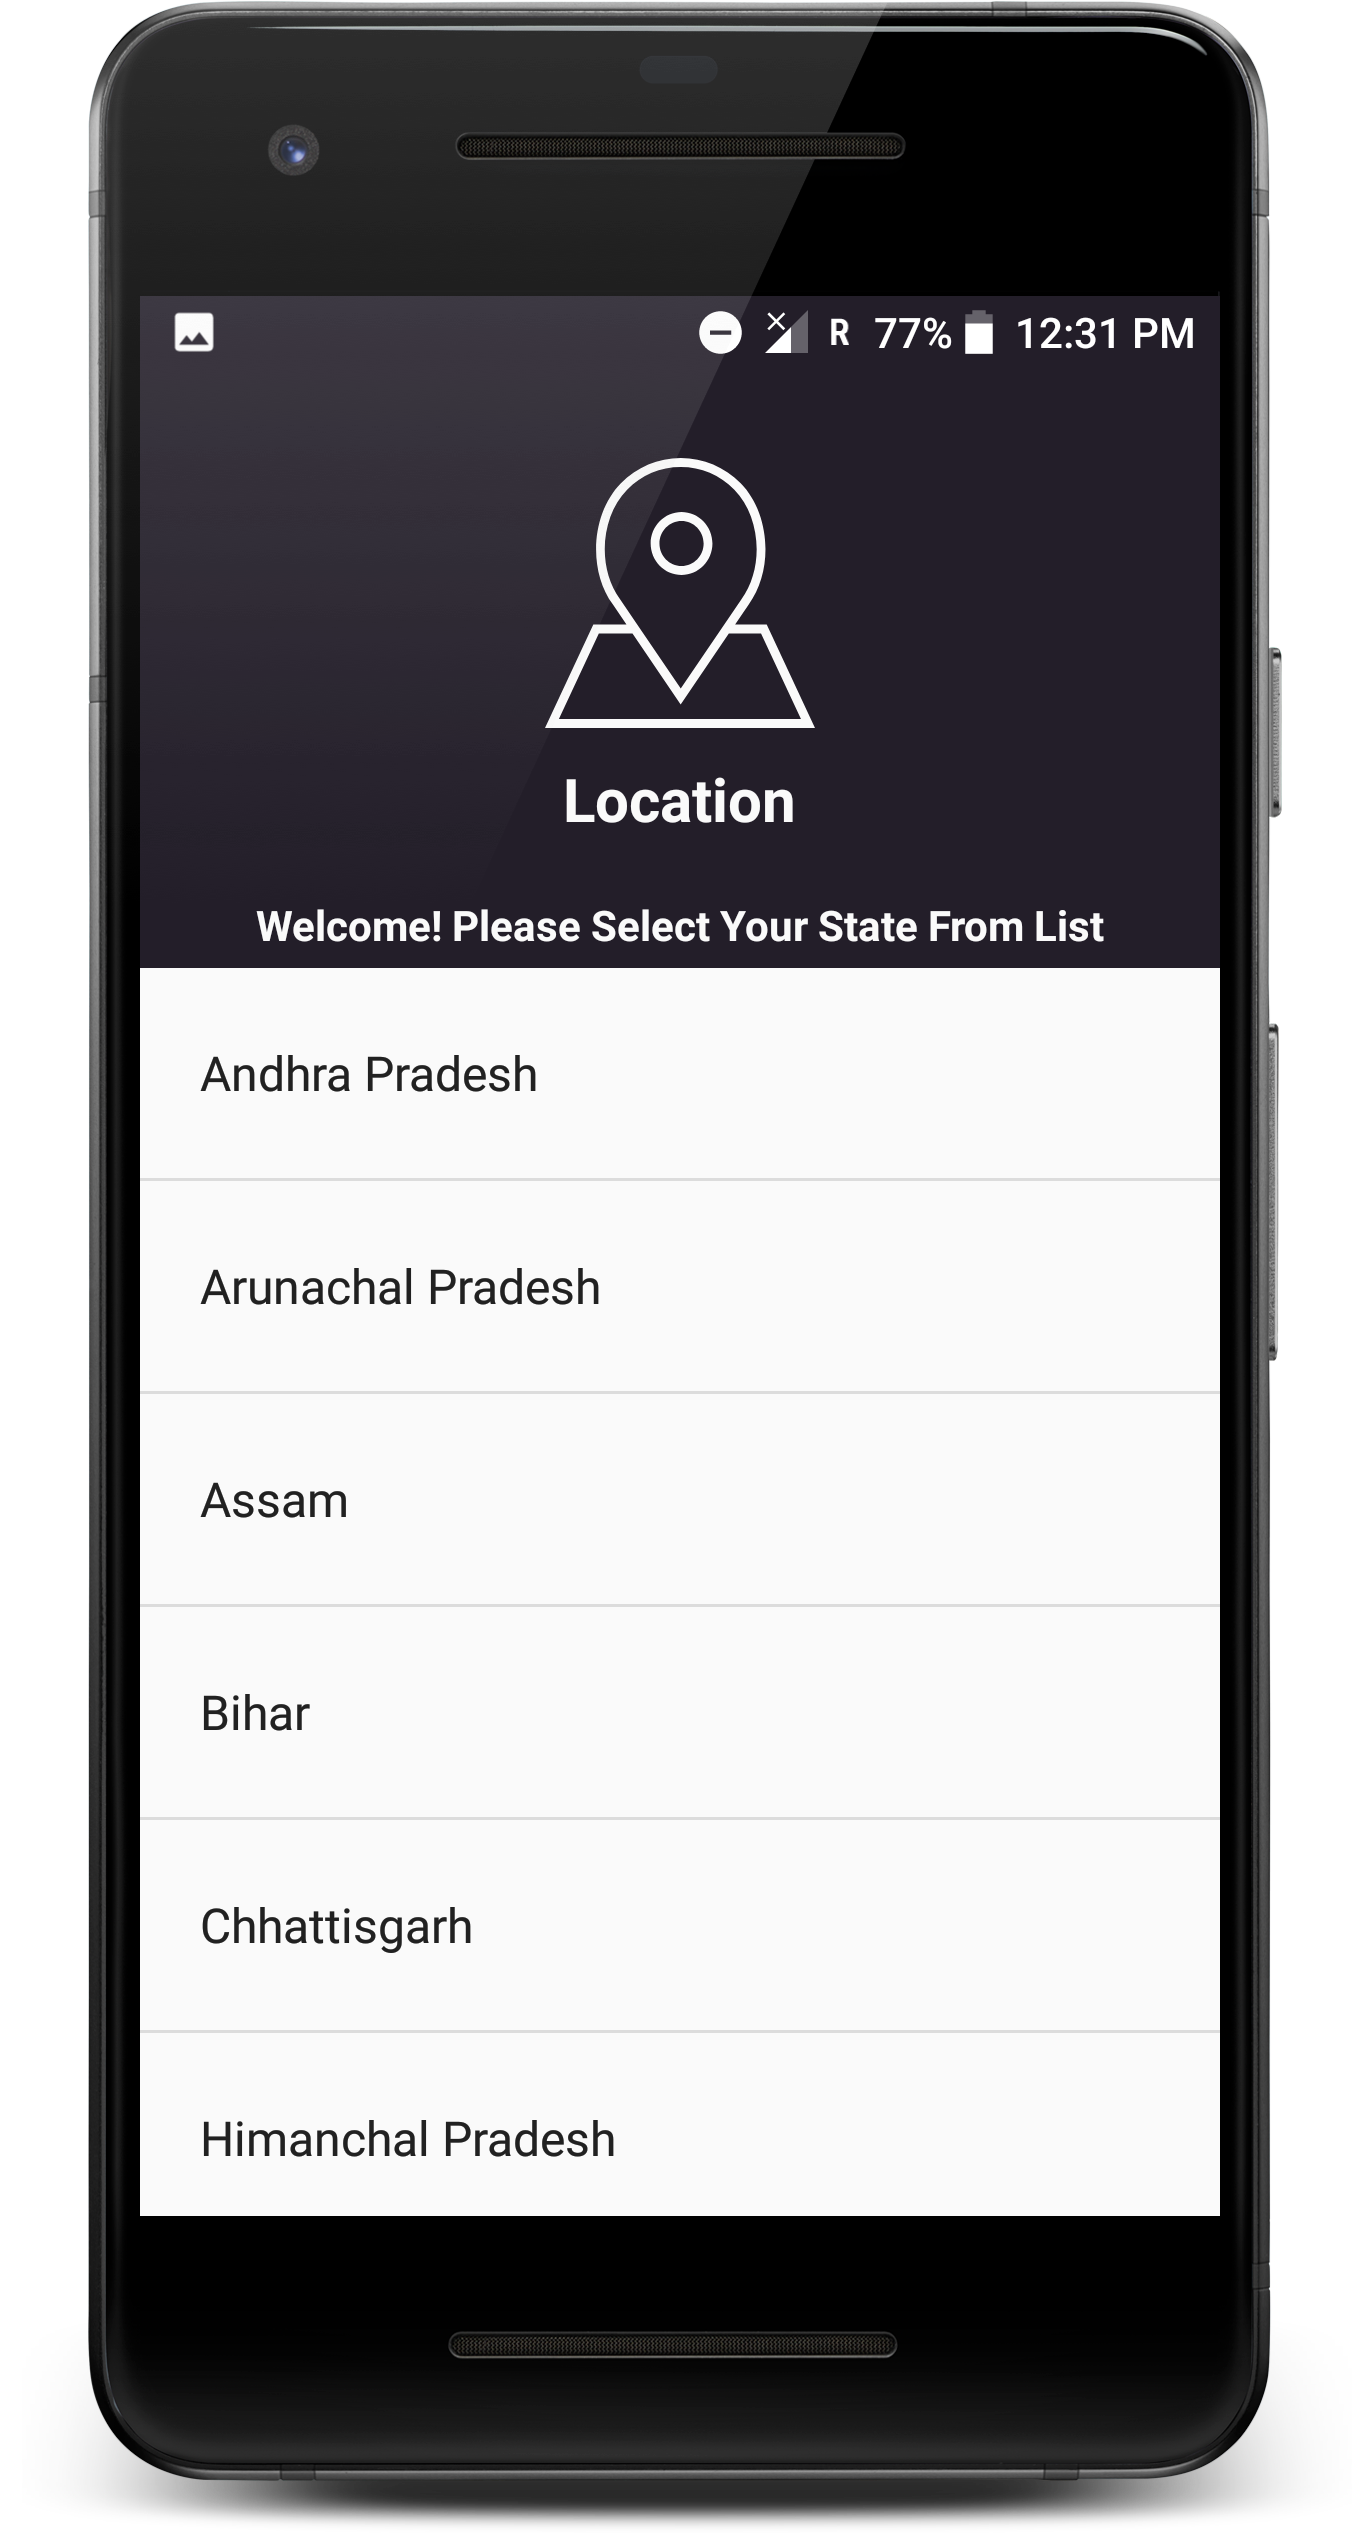 R 77% 12:31 PM
Location
Welcome! Please Select Your State From List
Andhra Pradesh
Arunachal Pradesh
Assam
Bihar
Chhattisgarh
Himanchal Pradesh